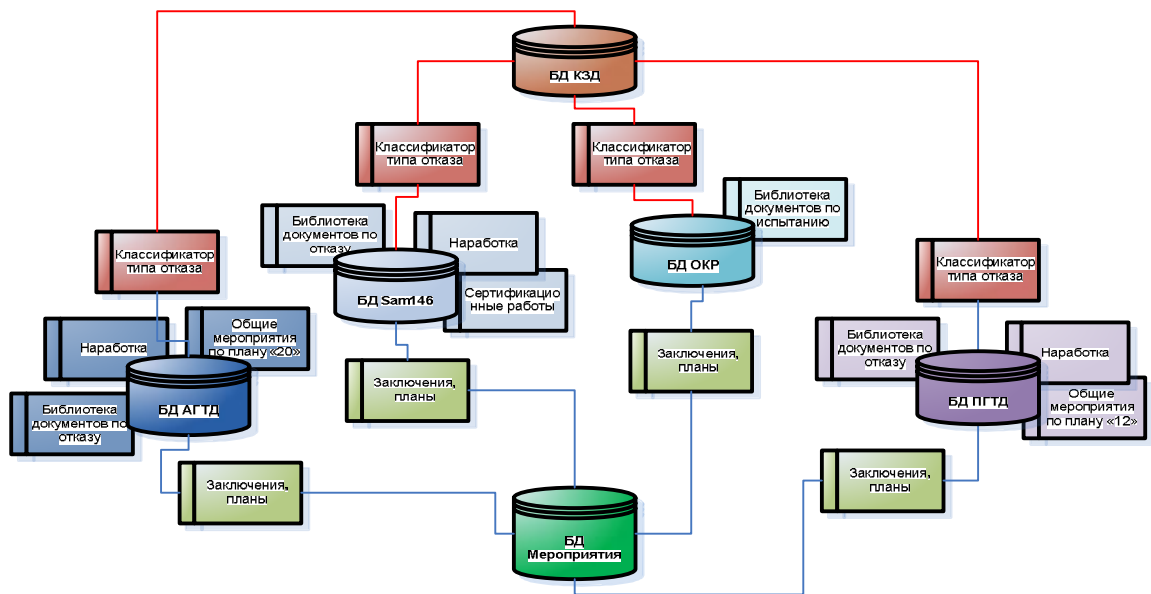 БД КЗД
Классификатор
типа отказа
Классификатор
типа отказа
Библиотека
документов по
испытанию
Библиотека
документов по
отказу
Наработка
Классификатор
типа отказа
Классификатор
типа отказа
БД ОКР
БД Sam146
Сертификацио
нные работы
Наработка
Общие
мероприятия
по плану «20»
Библиотека
документов по
отказу
Наработка
Заключения,
планы
Заключения,
планы
БД АГТД
Библиотека
документов по
отказу
БД ПГТД
Общие
мероприятия
по плану «12»
Заключения,
планы
Заключения,
планы
БД
Мероприятия